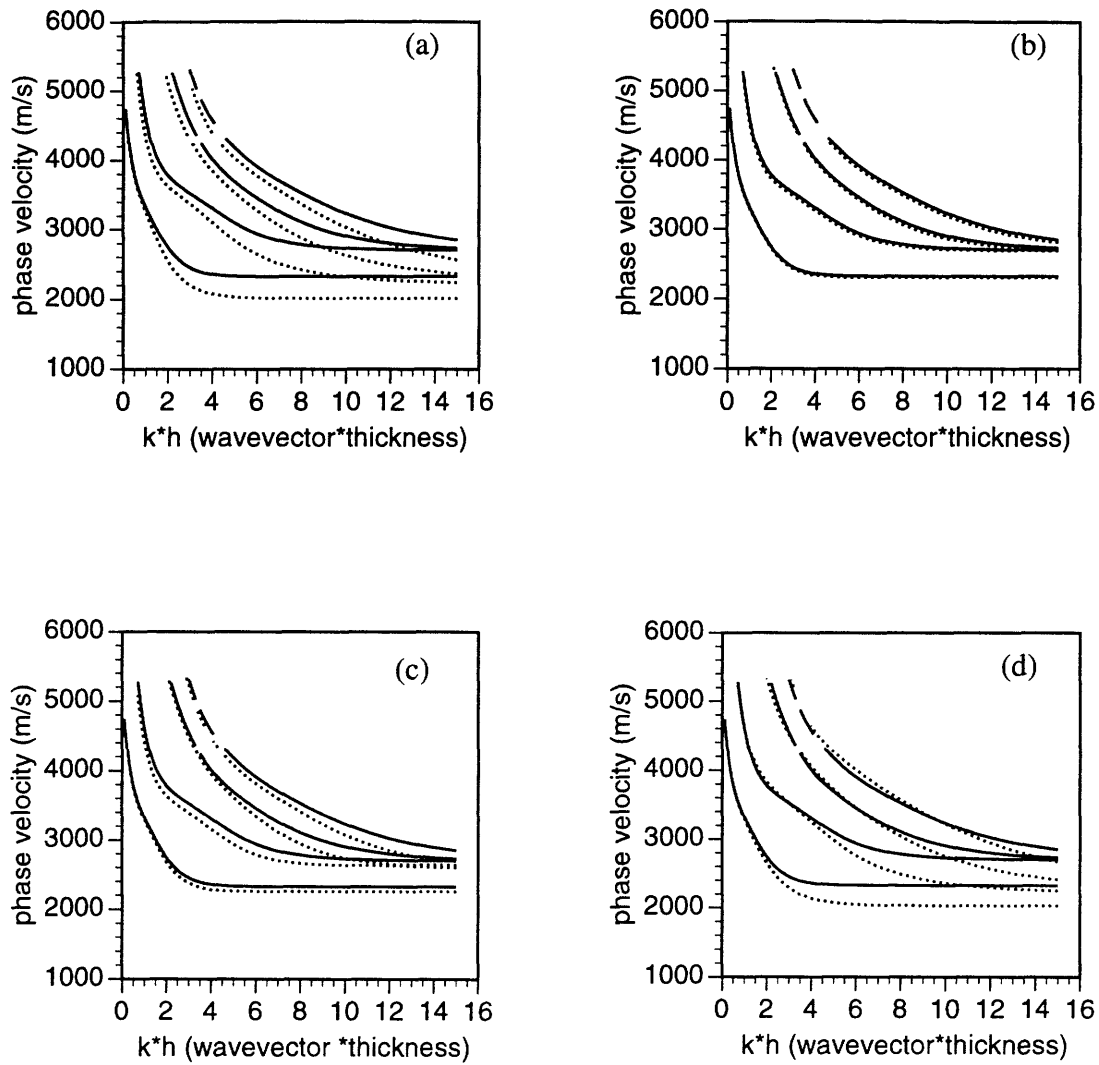 (a)
6000
5000
4000
3000
2000
1000
phase velocity (m/s)
0 2 4 6 8 10 12 14 16
k*h (wavevector*thickness)
(b)
6000
5000
4000
3000
2000
1000
phase velocity (m/s)
0 2 4 6 8 10 12 14 16
k*h (wavevector*thickness)
(c)
6000
5000
4000
3000
2000
1000
phase velocity (m/s)
0 2 4 6 8 10 12 14 16
k*h (wavevector *thickness)
(d)
6000
5000
4000
3000
2000
1000
phase velocity (m/s)
0 2 4 6 8 10 12 14 16
k*h (wavevector*thickness)